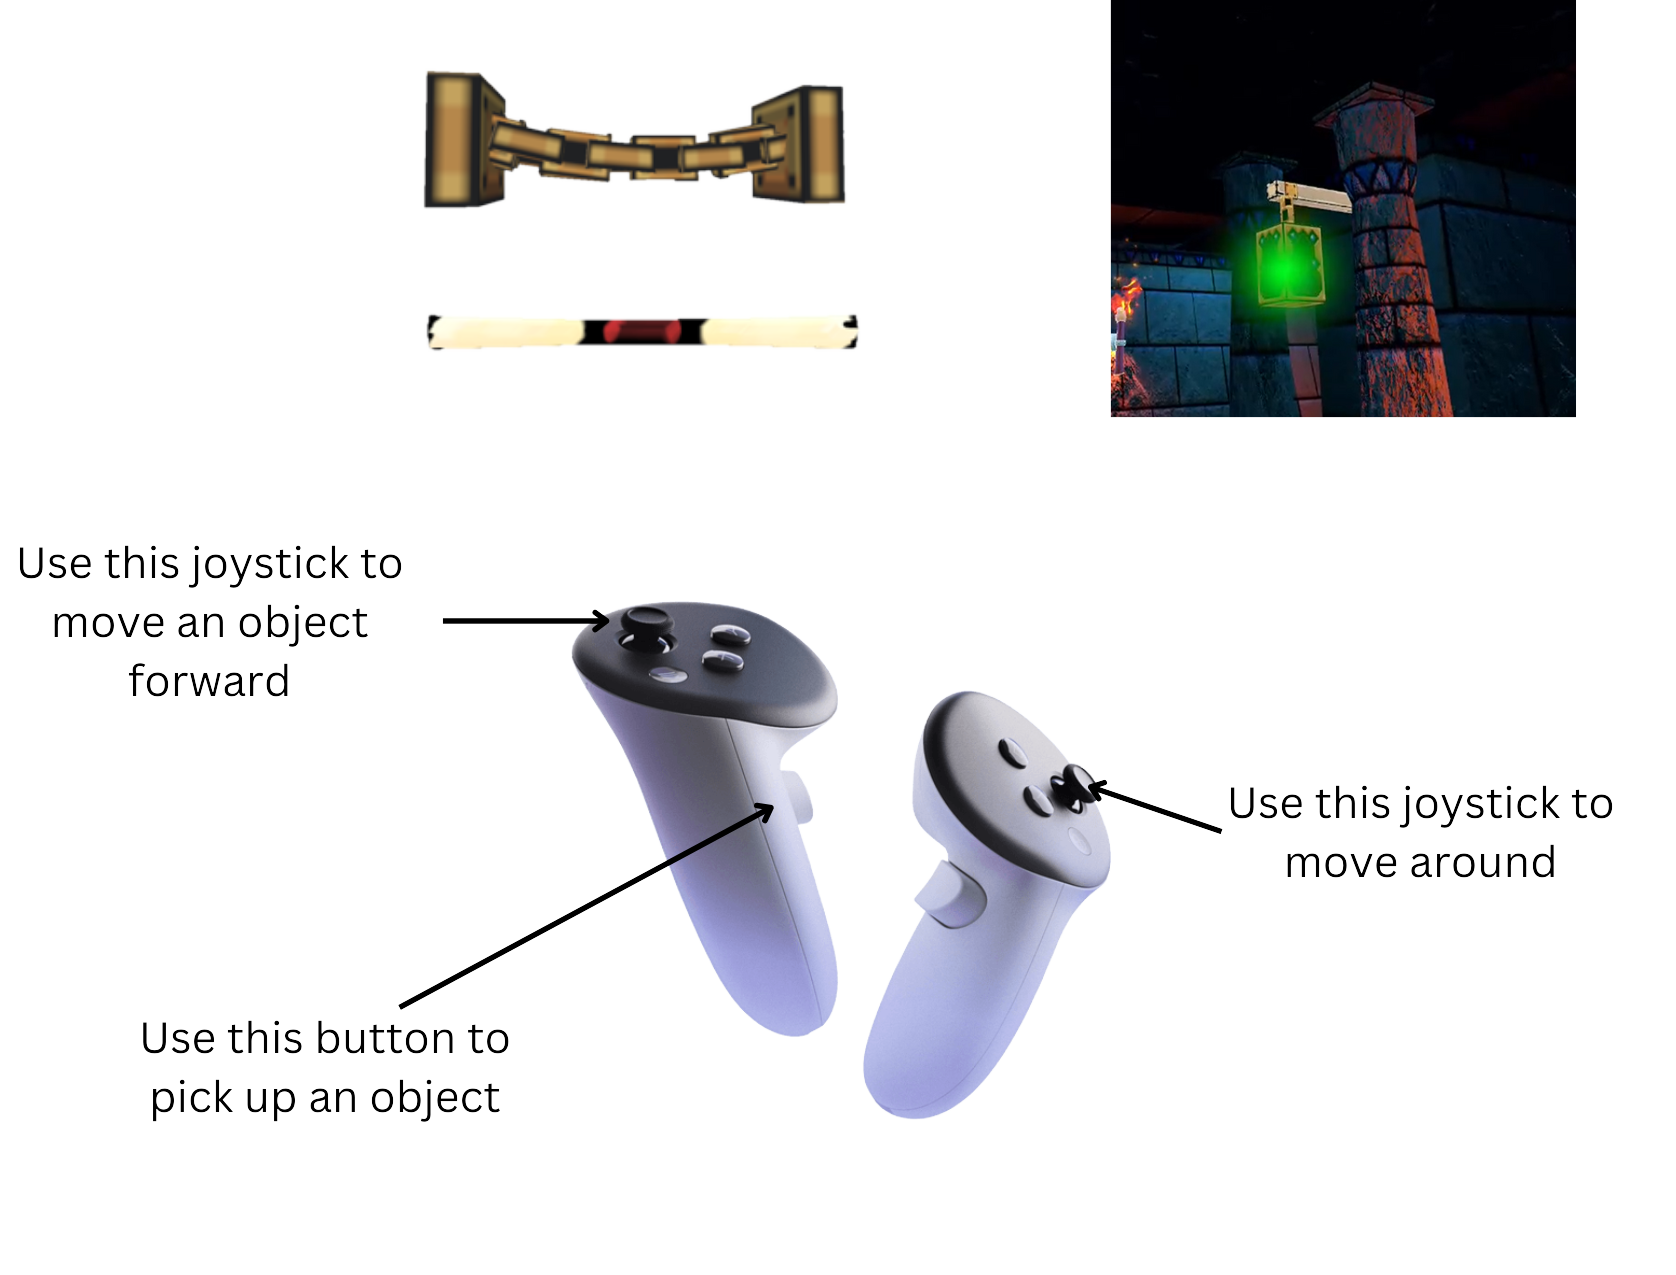 Use this joystick to
move an object
forward
Use this joystick to
move around
Use this button to
pick up an object